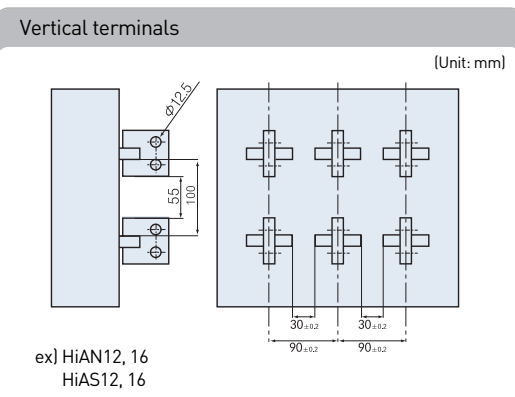 Vertical terminals
(Unit: mm)
Φ12.5
55
100
30±0.2
30±0.2
90±0.2
90±0.2
ex) HiAN12, 16
HiAS12, 16